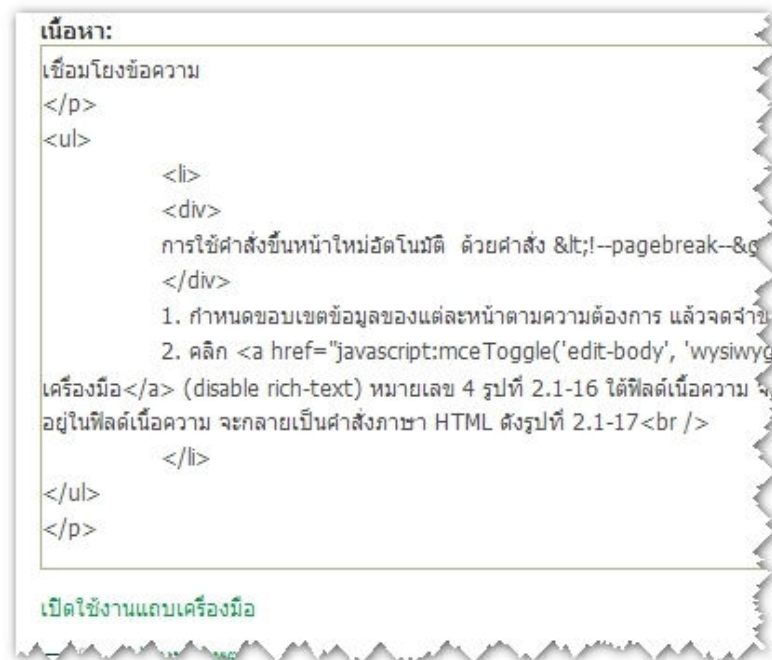 เนื้อหา:
เชื่อมโยงข้อความ
</p>
<ul>
<li>
<div>
การใช้คำสั่งขึ้นหน้าใหม่อัตโนมัติ ด้วยคำสั่ง &lt;!--pagebreak--&g
</div>
1. กำหนดขอบเขตข้อมูลของแต่ละหน้าตามความต้องการ แล้วจดจำข
2. คลิก <a href="javascript:mceToggle('edit-body', 'wysiwyg
เครื่องมือ</a> (disable rich-text) หมายเลข 4 รูปที่ 2.1-16 ใต้ฟิลด์เนื้อความ
อยู่ในฟิลด์เนื้อความ จะกลายเป็นคำสั่งภาษา HTML ดังรูปที่ 2.1-17<br />
</li>
</ul>
</p>
เปิดใช้งานแถบเครื่องมือ